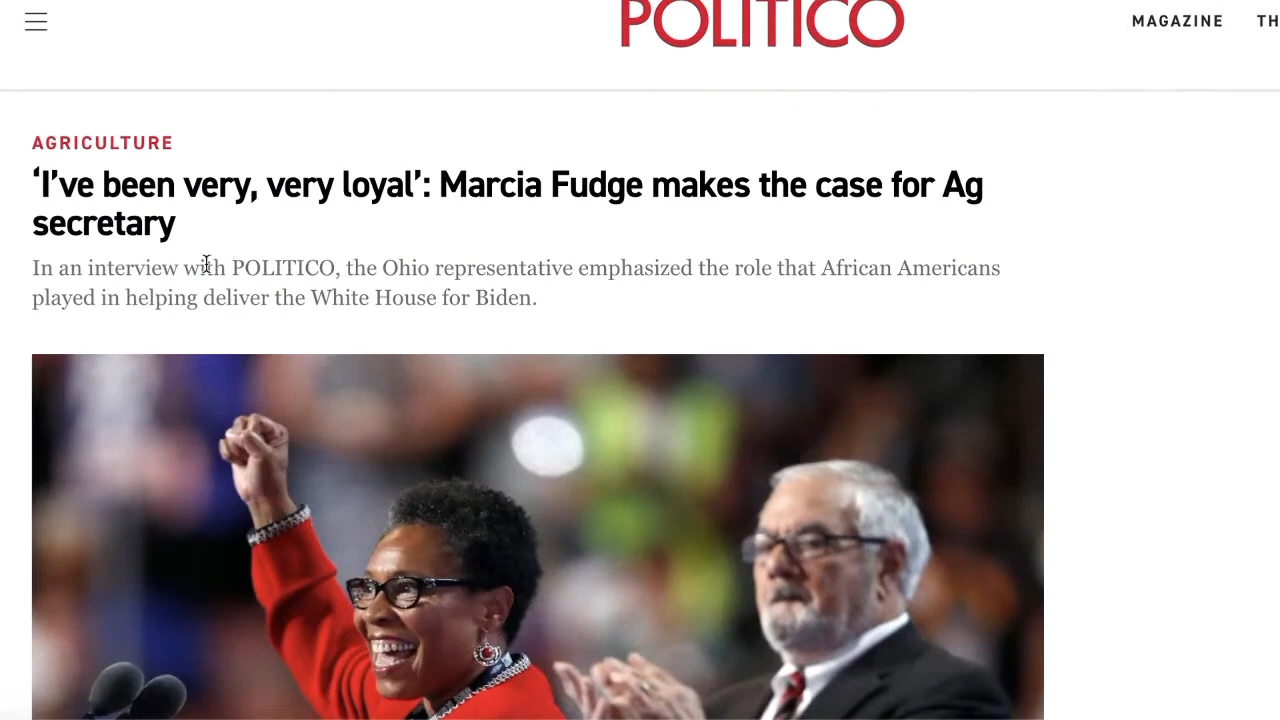 POLITICO
MAGAZINE
AGRICULTURE
‘I’ve been very, very loyal’: Marcia Fudge makes the case for Ag
secretary
In an interview with POLITICO, the Ohio representative emphasized the role that African Americans
played in helping deliver the White House for Biden.